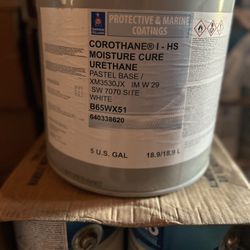 PROTECTIVE & MARINE
COATINGS
COROTHANE® I - HS
MOISTURE CURE
URETHANE
PASTEL BASE /
XM3530JX IM W 29
SW 7070 SITE
WHITE
B65WX51
640338620
5 U.S. GAL 18.9/18.9 L